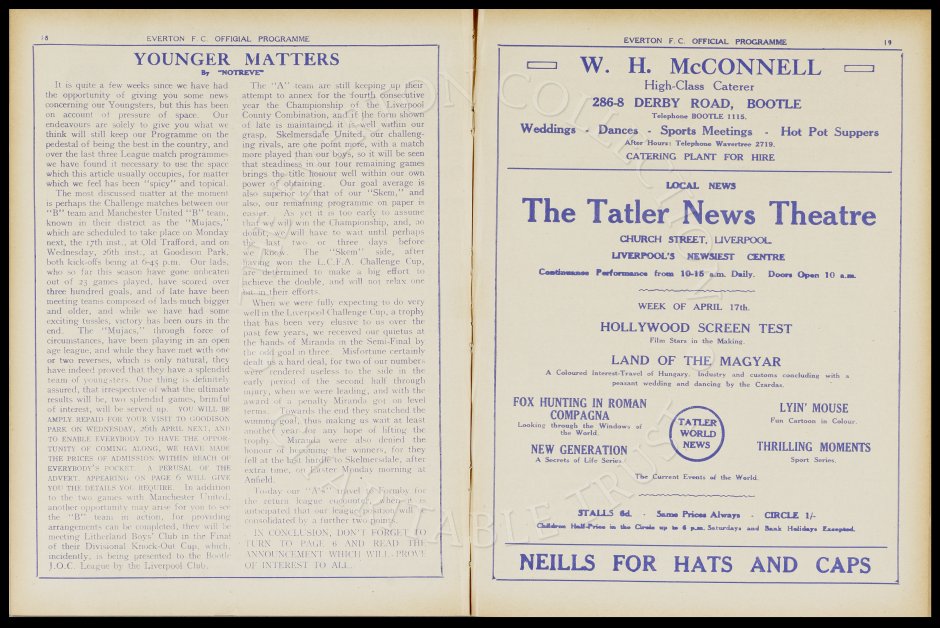 18
EVERTON F. C. OFFICIAL PROGRAMME
YOUNGER MATTERS
By "NOTREVE"
It is quite a few weeks since we have had
the opportunity of giving you some news
concerning our Youngsters, but this has been
on account of pressure of space. Our
endeavours are solely to give you what we
think will still keep our Programme on the
pedestal of being the best in the country, and
over the last three League match programmes
we have found it necessary to use the space
which this article usually occupies, for matter
which we feel has been "spicy" and topical.
The most discussed matter at the moment
is perhaps the Challenge matches between our
"B" team and Manchester United "B" team,
known in their district as the "Mujacs,"
which are scheduled to take place on Monday
next, the 17th inst., at Old Trafford, and on
Wednesday, 26th inst., at Goodison Park,
both kick-offs being at 6-45 p.m. Our lads,
who so far this season have gone unbeaten
out of 23 games played, have scored over
three hundred goals, and of late have been
meeting teams composed of lads much bigger
and older, and while we have had some
exciting tussles, victory has been ours in the
end. The "Mujacs," through force of
circumstances, have been playing in an open
age league, and while they have met with one
or two reverses, which is only natural, they
have indeed proved that they have a splendid
team of youngsters. One thing is definitely
assured, that irrespective of what the ultimate
results will be, two splendid games, brimful
of interest, will be served up. YOU WILL BE
AMPLY REPAID FOR YOUR VISIT TO GOODISON
PARK ON WEDNESDAY, 26th APRIL NEXT, AND
TO ENABLE EVERYBODY TO HAVE THE OPPOR-
TUNITY OF COMING ALONG, WE HAVE MADE
THE PRICES OF ADMISSION WITHIN REACH OF
EVERYBODY'S POCKET. A PERUSAL OF THE
ADVERT. APPEARING ON PAGE 6 WILL GIVE
YOU THE DETAILS YOU REQUIRE. In addition
to the two games with Manchester United,
another opportunity may arise for you to see
the "B" team in action, for providing
arrangements can be completed, they will be
meeting Litherland Boys' Club in the Final
of their Divisional Knock-Out Cup, which,
incidently, is being presented to the Bootle
J.O.C. League by the Liverpool Club.
The "A" team are still keeping up their
attempt to annex for the fourth consecutive
year the Championship of the Liverpool
County Combination, and if the form shown
of late is maintained it is well within our
grasp. Skelmersdale United, our challeng-
ing rivals, are one point more, with a match
more played than our boys, so it will be seen
that steadiness in our four remaining games
brings the title honour well within our own
power of obtaining. Our goal average is
also superior to that of our "Skem," and
also, our remaining programme on paper is
easier. As yet it is too early to assume
that we will win the Championship, and, no
doubt, we will have to wait until perhaps
the last two or three days before
we know. The "Skem" side, after
having won the L.C.F.A. Challenge Cup,
are determined to make a big effort to
achieve the double, and will not relax one
bit in their efforts.
When we were fully expecting to do very
well in the Liverpool Challenge Cup, a trophy
that has been very elusive to us over the
past few years, we received our quietus at
the hands of Miranda in the Semi-Final by
the odd goal in three. Misfortune certainly
dealt us a hard deal, for two of our numbers
were rendered useless to the side in the
early period of the second half through
injury, when we were leading, and with the
award of a penalty Miranda got on level
terms. Towards the end they snatched the
winning goal, thus making us want at least
another year for any hope of lifting the
trophy. Miranda were also denied the
honour of becoming the winners, for they
fell at the last hurdle to Skelmersdale, after
extra time, on Easter Monday morning at
Anfield.
Today our "A's" travel to Formby for
the return league encounter, when it is
anticipated that our league position will be
consolidated by a further two points.
IN CONCLUSION, DON'T FORGET TO
TURN TO PAGE 6 AND READ THE
ANNOUNCEMENT WHICH WILL PROVE
OF INTEREST TO ALL.
EVERTON F. C. OFFICIAL PROGRAMME
19
W. H. McCONNELL
High-Class Caterer
286-8 DERBY ROAD, BOOTLE
Telephone BOOTLE 1115.
Weddings - Dances - Sports Meetings - Hot Pot Suppers
After Hours: Telephone Wavertree 2719.
CATERING PLANT FOR HIRE
LOCAL NEWS
The Tatler News Theatre
CHURCH STREET, LIVERPOOL
LIVERPOOL'S NEWSIEST CENTRE
Continuance Performance from 10-15 a.m. Daily. Doors Open 10 a.m.
WEEK OF APRIL 17th.
HOLLYWOOD SCREEN TEST
Film Stars in the Making.
LAND OF THE MAGYAR
A Coloured Interest-Travel of Hungary. Industry and customs concluding with a
peasant wedding and dancing by the Czardas.
FOX HUNTING IN ROMAN
COMPAGNA
Looking through the Windows of
the World.
NEW GENERATION
A Secrets of Life Series.
TATLER
WORLD
NEWS
LYIN' MOUSE
Fun Cartoon in Colour.
THRILLING MOMENTS
Sport Series.
The Current Events of the World.
STALLS 6d. - Same Prices Always - CIRCLE 1/-
Children Half-Price in the Circle up to 6 p.m. Saturdays and Bank Holidays Excepted.
NEILLS FOR HATS AND CAPS